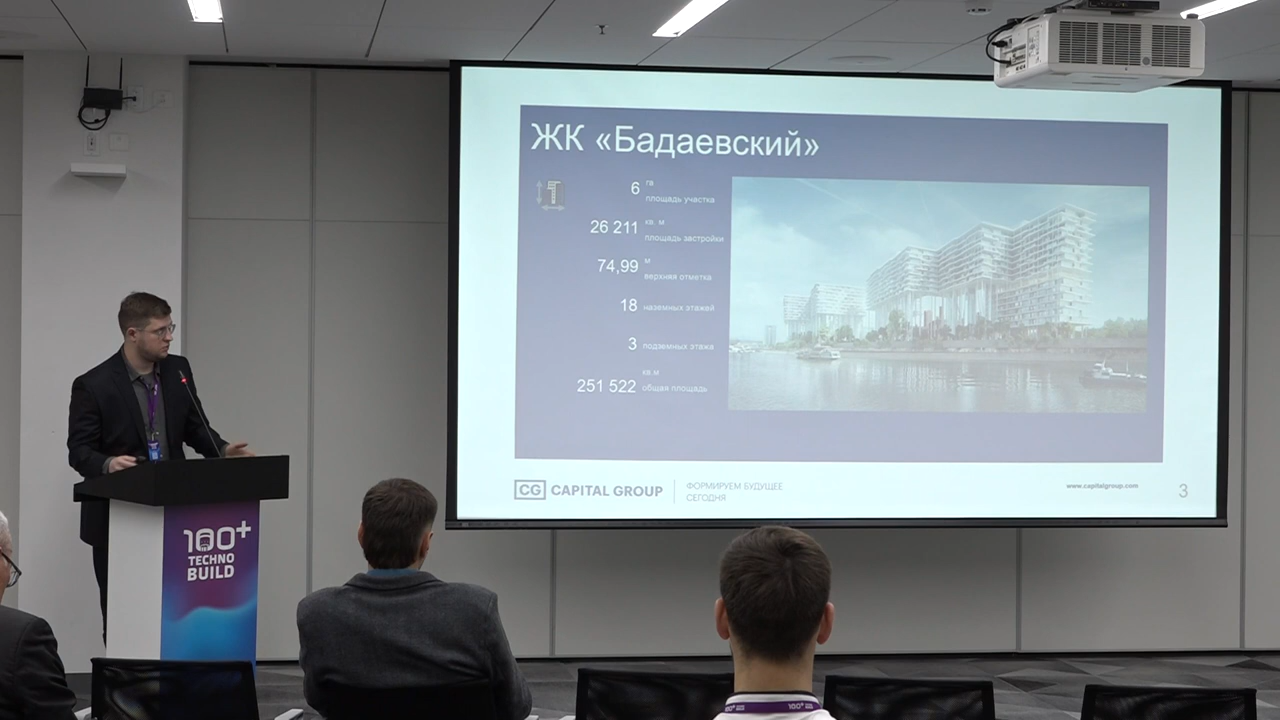 ЖК «Бадаевский»
6 га
площадь участка
26 211 кв. м
площадь застройки
74,99 м
верхняя отметка
18 наземных этажей
3 подземных этажа
251 522 кв.м
общая площадь
CG CAPITAL GROUP
ФОРМИРУЕМ БУДУЩЕЕ
СЕГОДНЯ
www.capitalgroup.com
3
100+
TECHNO
BUILD
100+
100+